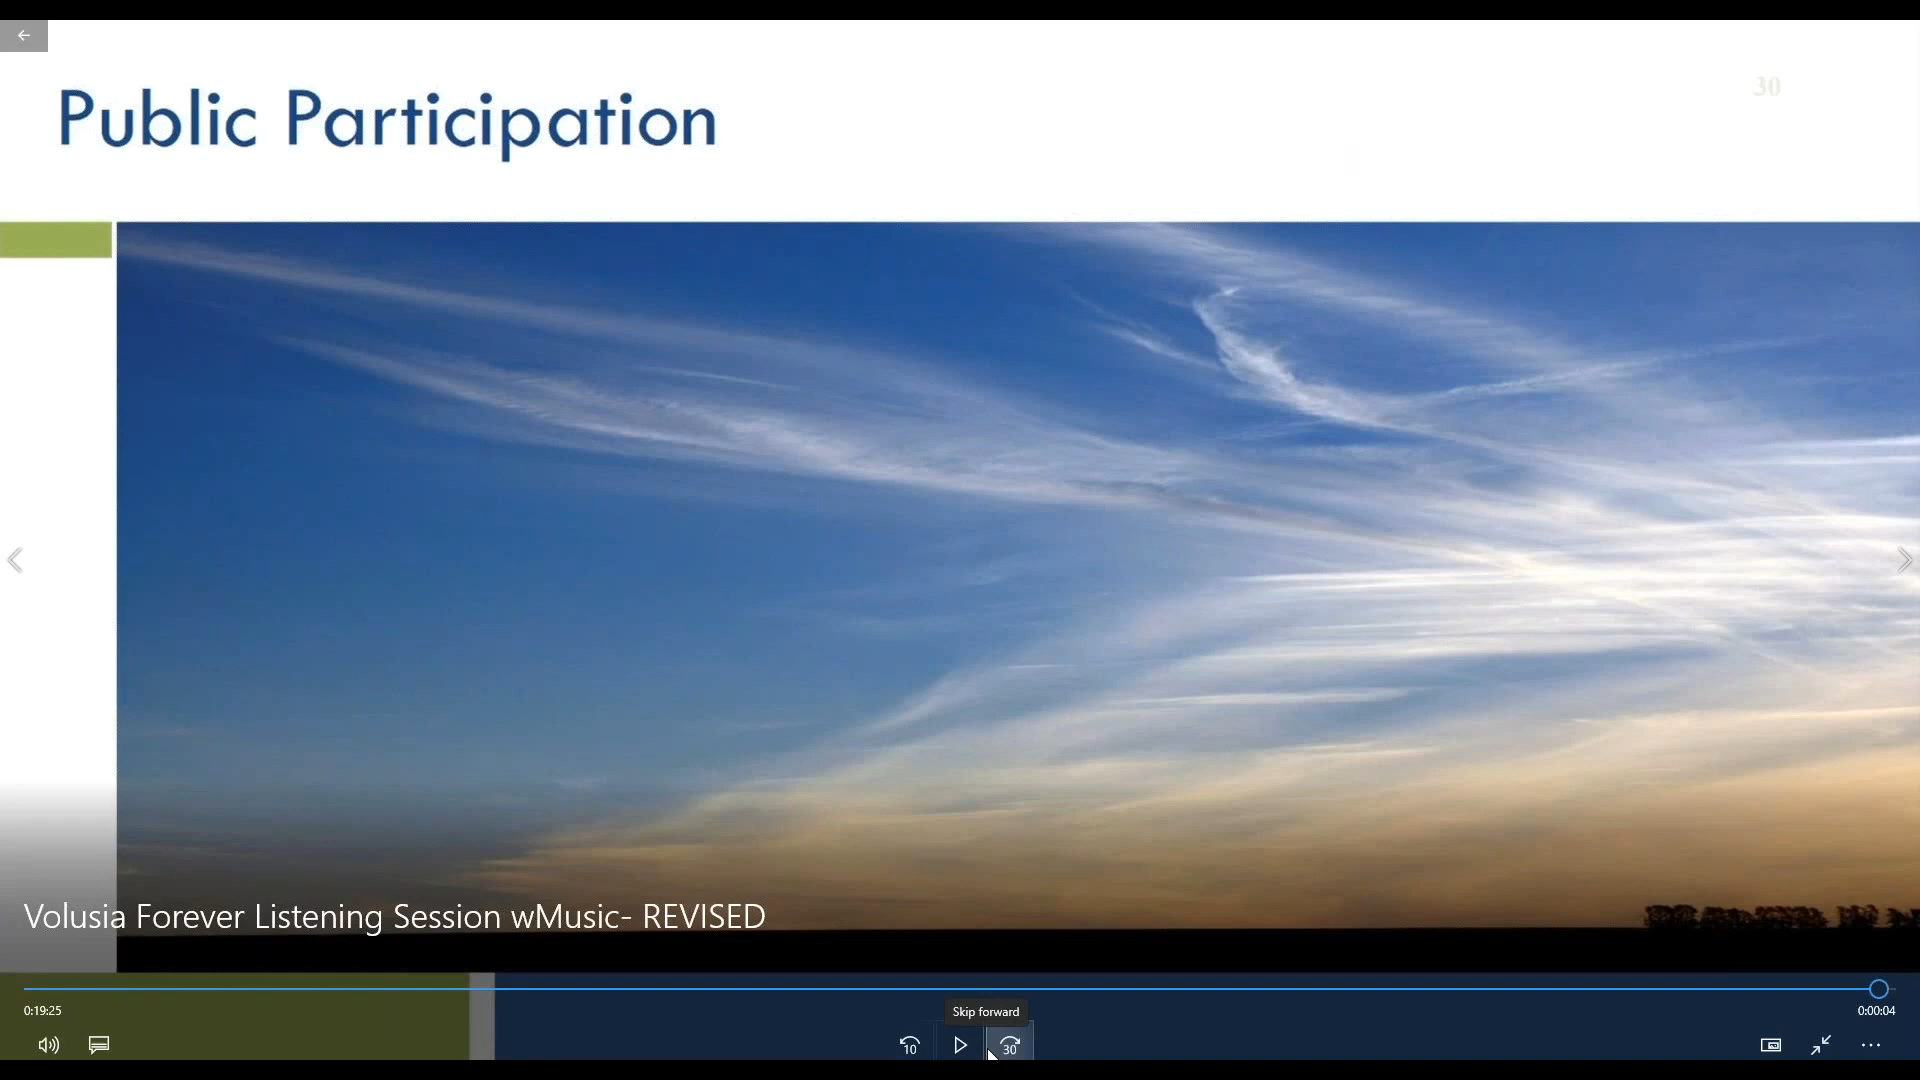 Public Participation
30
Volusia Forever Listening Session wMusic- REVISED
0:19:25
Skip forward
0:00:04
10
30